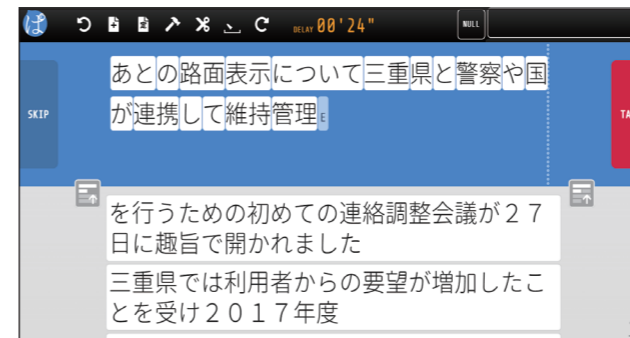 ぱ
DELAY 00'24"
NULL
SKIP
あとの路面表示について三重県と警察や国
が連携して維持管理E
TA
を行うための初めての連絡調整会議が２７
日に趣旨で開かれました
三重県では利用者からの要望が増加したこ
とを受け２０１７年度